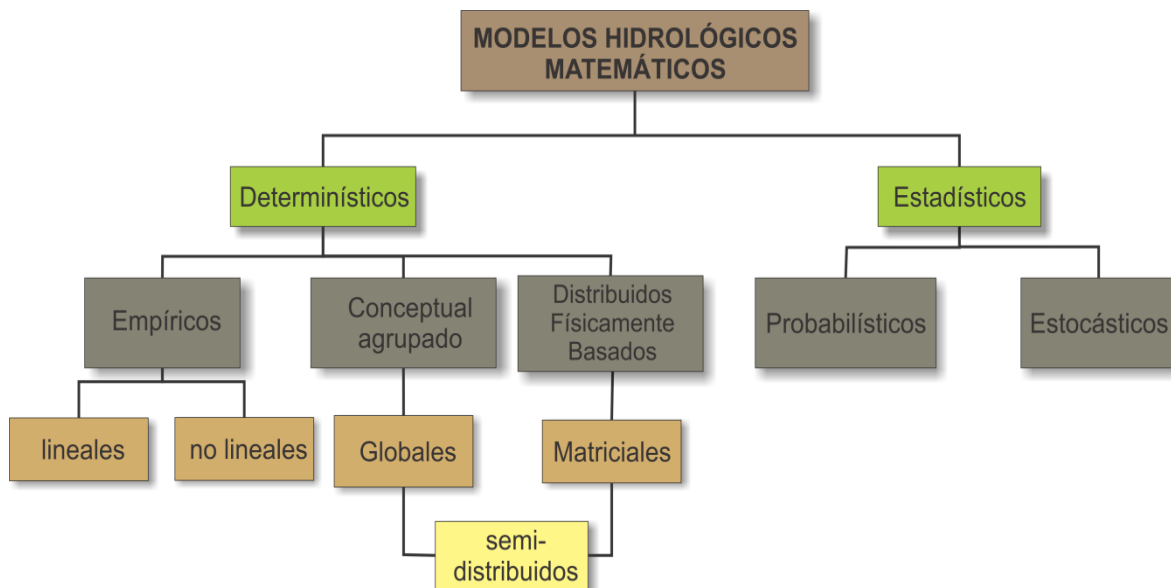 MODELOS HIDROLÓGICOS
MATEMÁTICOS
Determinísticos
Estadísticos
Empíricos
Conceptual
agrupado
Distribuidos
Físicamente
Basados
Probabilísticos
Estocásticos
lineales
no lineales
Globales
Matriciales
semi-
distribuidos